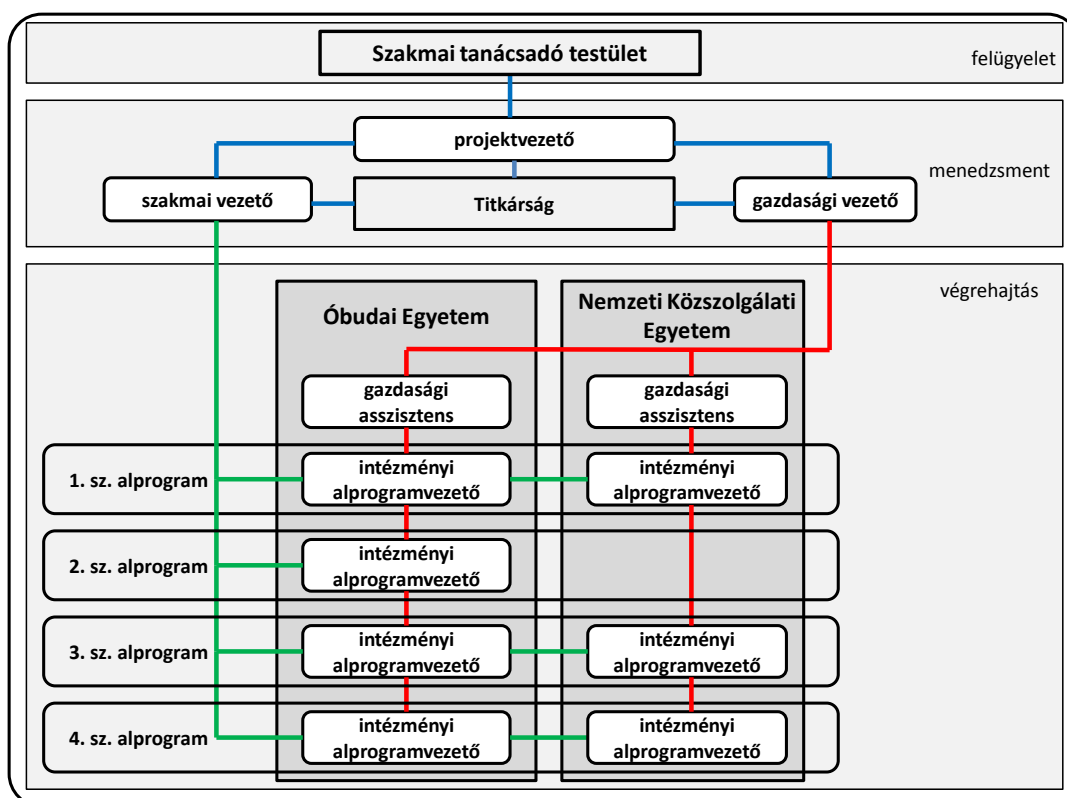 Szakmai tanácsadó testület
felügyelet
projektvezető
menedzsment
szakmai vezető
Titkárság
gazdasági vezető
végrehajtás
Óbudai Egyetem
Nemzeti Közszolgálati
Egyetem
gazdasági
asszisztens
gazdasági
asszisztens
1. sz. alprogram
intézményi
alprogramvezető
intézményi
alprogramvezető
2. sz. alprogram
intézményi
alprogramvezető
3. sz. alprogram
intézményi
alprogramvezető
intézményi
alprogramvezető
4. sz. alprogram
intézményi
alprogramvezető
intézményi
alprogramvezető